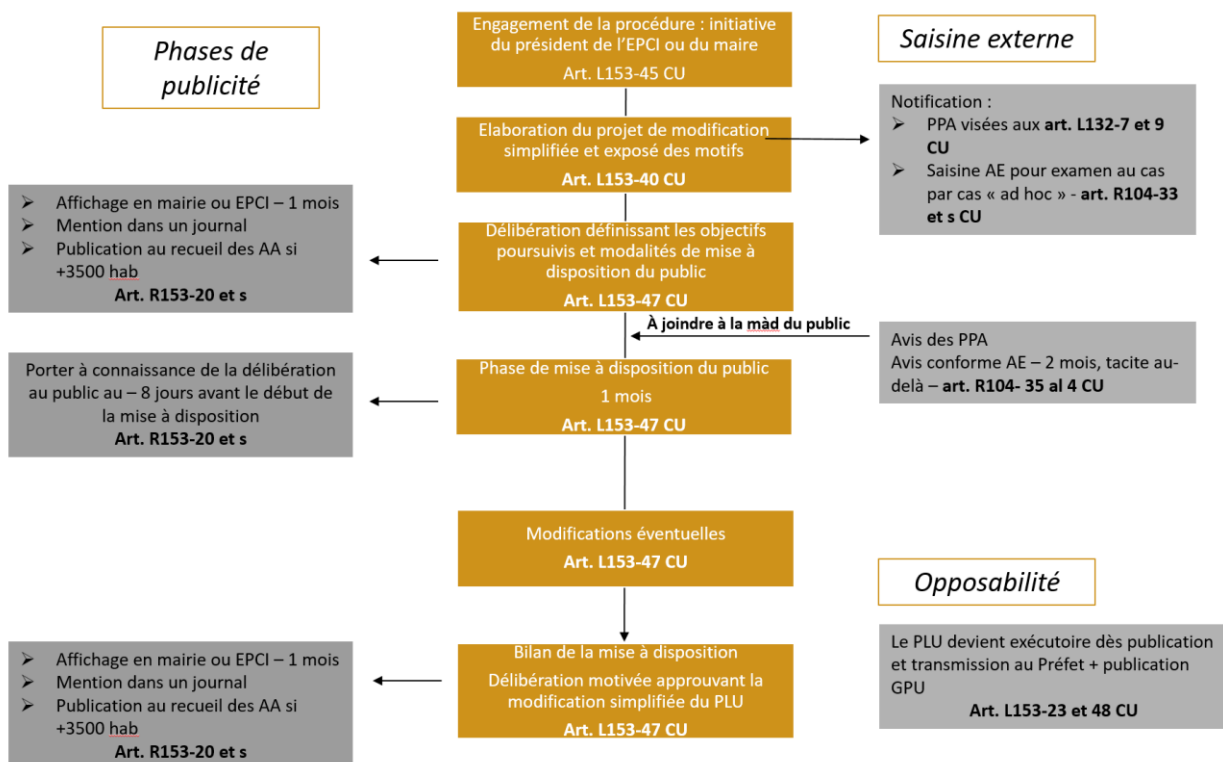 Phases de
publicité
Engagement de la procédure : initiative
du président de l'EPCI ou du maire
Art. L153-45 CU
Saisine externe
Elaboration du projet de modification
simplifiée et exposé des motifs
Art. L153-40 CU
Notification :
➢ PPA visées aux art. L132-7 et 9
CU
➢ Saisine AE pour examen au cas
par cas « ad hoc » - art. R104-33
et s CU
➢ Affichage en mairie ou EPCI – 1 mois
➢ Mention dans un journal
➢ Publication au recueil des AA si
+3500 hab
Art. R153-20 et s
Délibération définissant les objectifs
poursuivis et modalités de mise à
disposition du public
Art. L153-47 CU
À joindre à la màd du public
Avis des PPA
Avis conforme AE – 2 mois, tacite au-
delà – art. R104- 35 al 4 CU
Porter à connaissance de la délibération
au public au – 8 jours avant le début de
la mise à disposition
Art. R153-20 et s
Phase de mise à disposition du public
1 mois
Art. L153-47 CU
Modifications éventuelles
Art. L153-47 CU
Opposabilité
➢ Affichage en mairie ou EPCI – 1 mois
➢ Mention dans un journal
➢ Publication au recueil des AA si
+3500 hab
Art. R153-20 et s
Bilan de la mise à disposition
Délibération motivée approuvant la
modification simplifiée du PLU
Art. L153-47 CU
Le PLU devient exécutoire dès publication
et transmission au Préfet + publication
GPU
Art. L153-23 et 48 CU